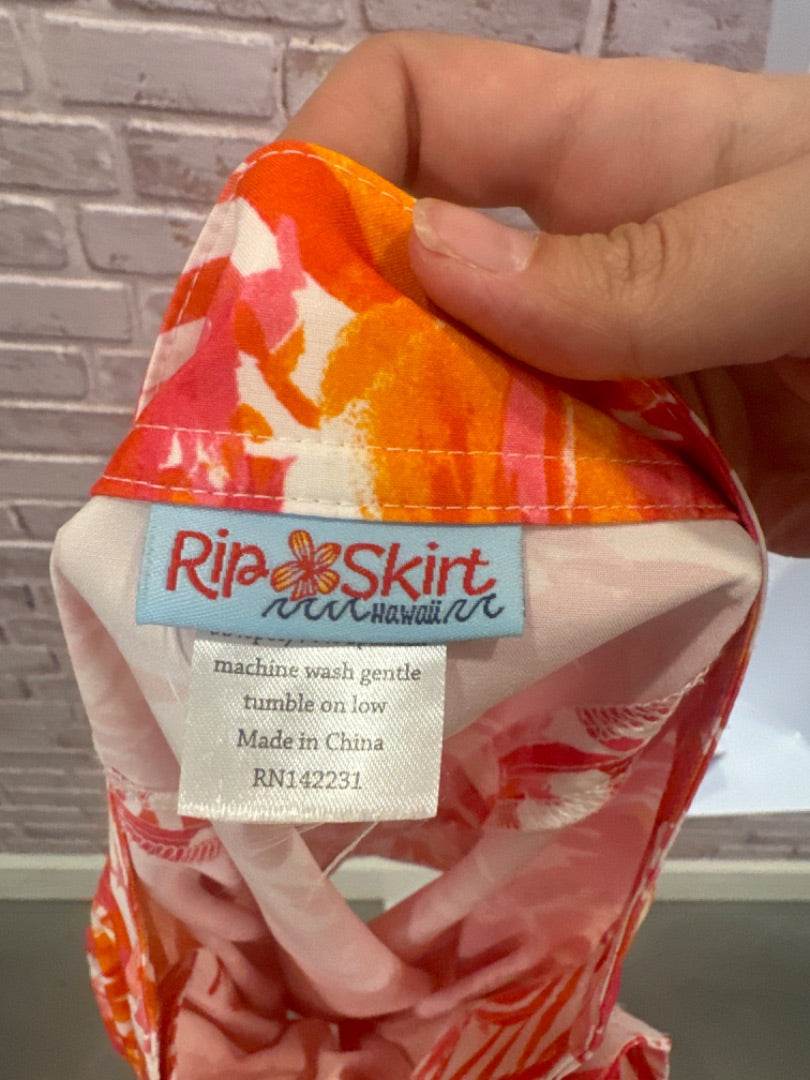 Rip Skirt
Hawaii
machine wash gentle
tumble on low
Made in China
RN142231